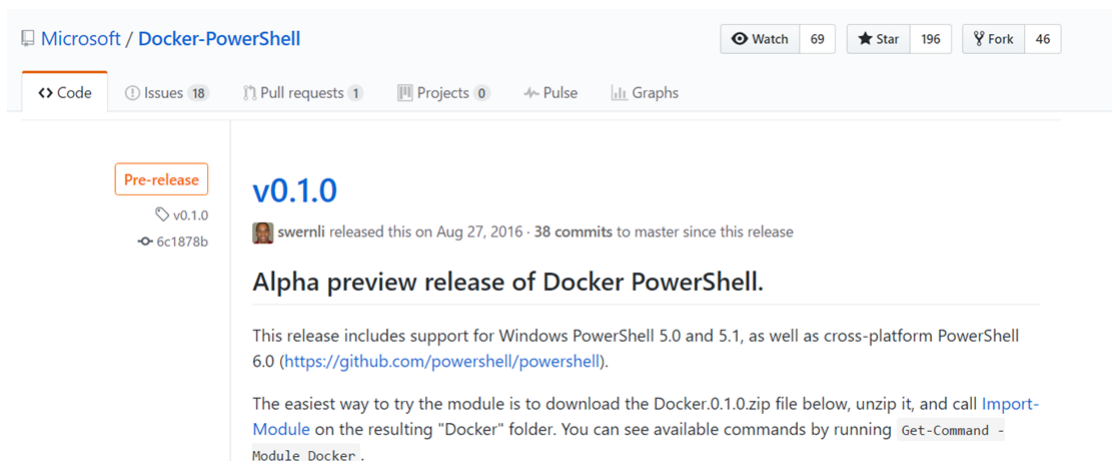 Microsoft / Docker-PowerShell
Watch 69 Star 196 Fork 46
Code Issues 18 Pull requests 1 Projects 0 Pulse Graphs
Pre-release
v0.1.0
6c1878b
v0.1.0
swernli released this on Aug 27, 2016 · 38 commits to master since this release
Alpha preview release of Docker PowerShell.
This release includes support for Windows PowerShell 5.0 and 5.1, as well as cross-platform PowerShell
6.0 (https://github.com/powershell/powershell).
The easiest way to try the module is to download the Docker.0.1.0.zip file below, unzip it, and call Import-
Module on the resulting "Docker" folder. You can see available commands by running Get-Command -
Module Docker.